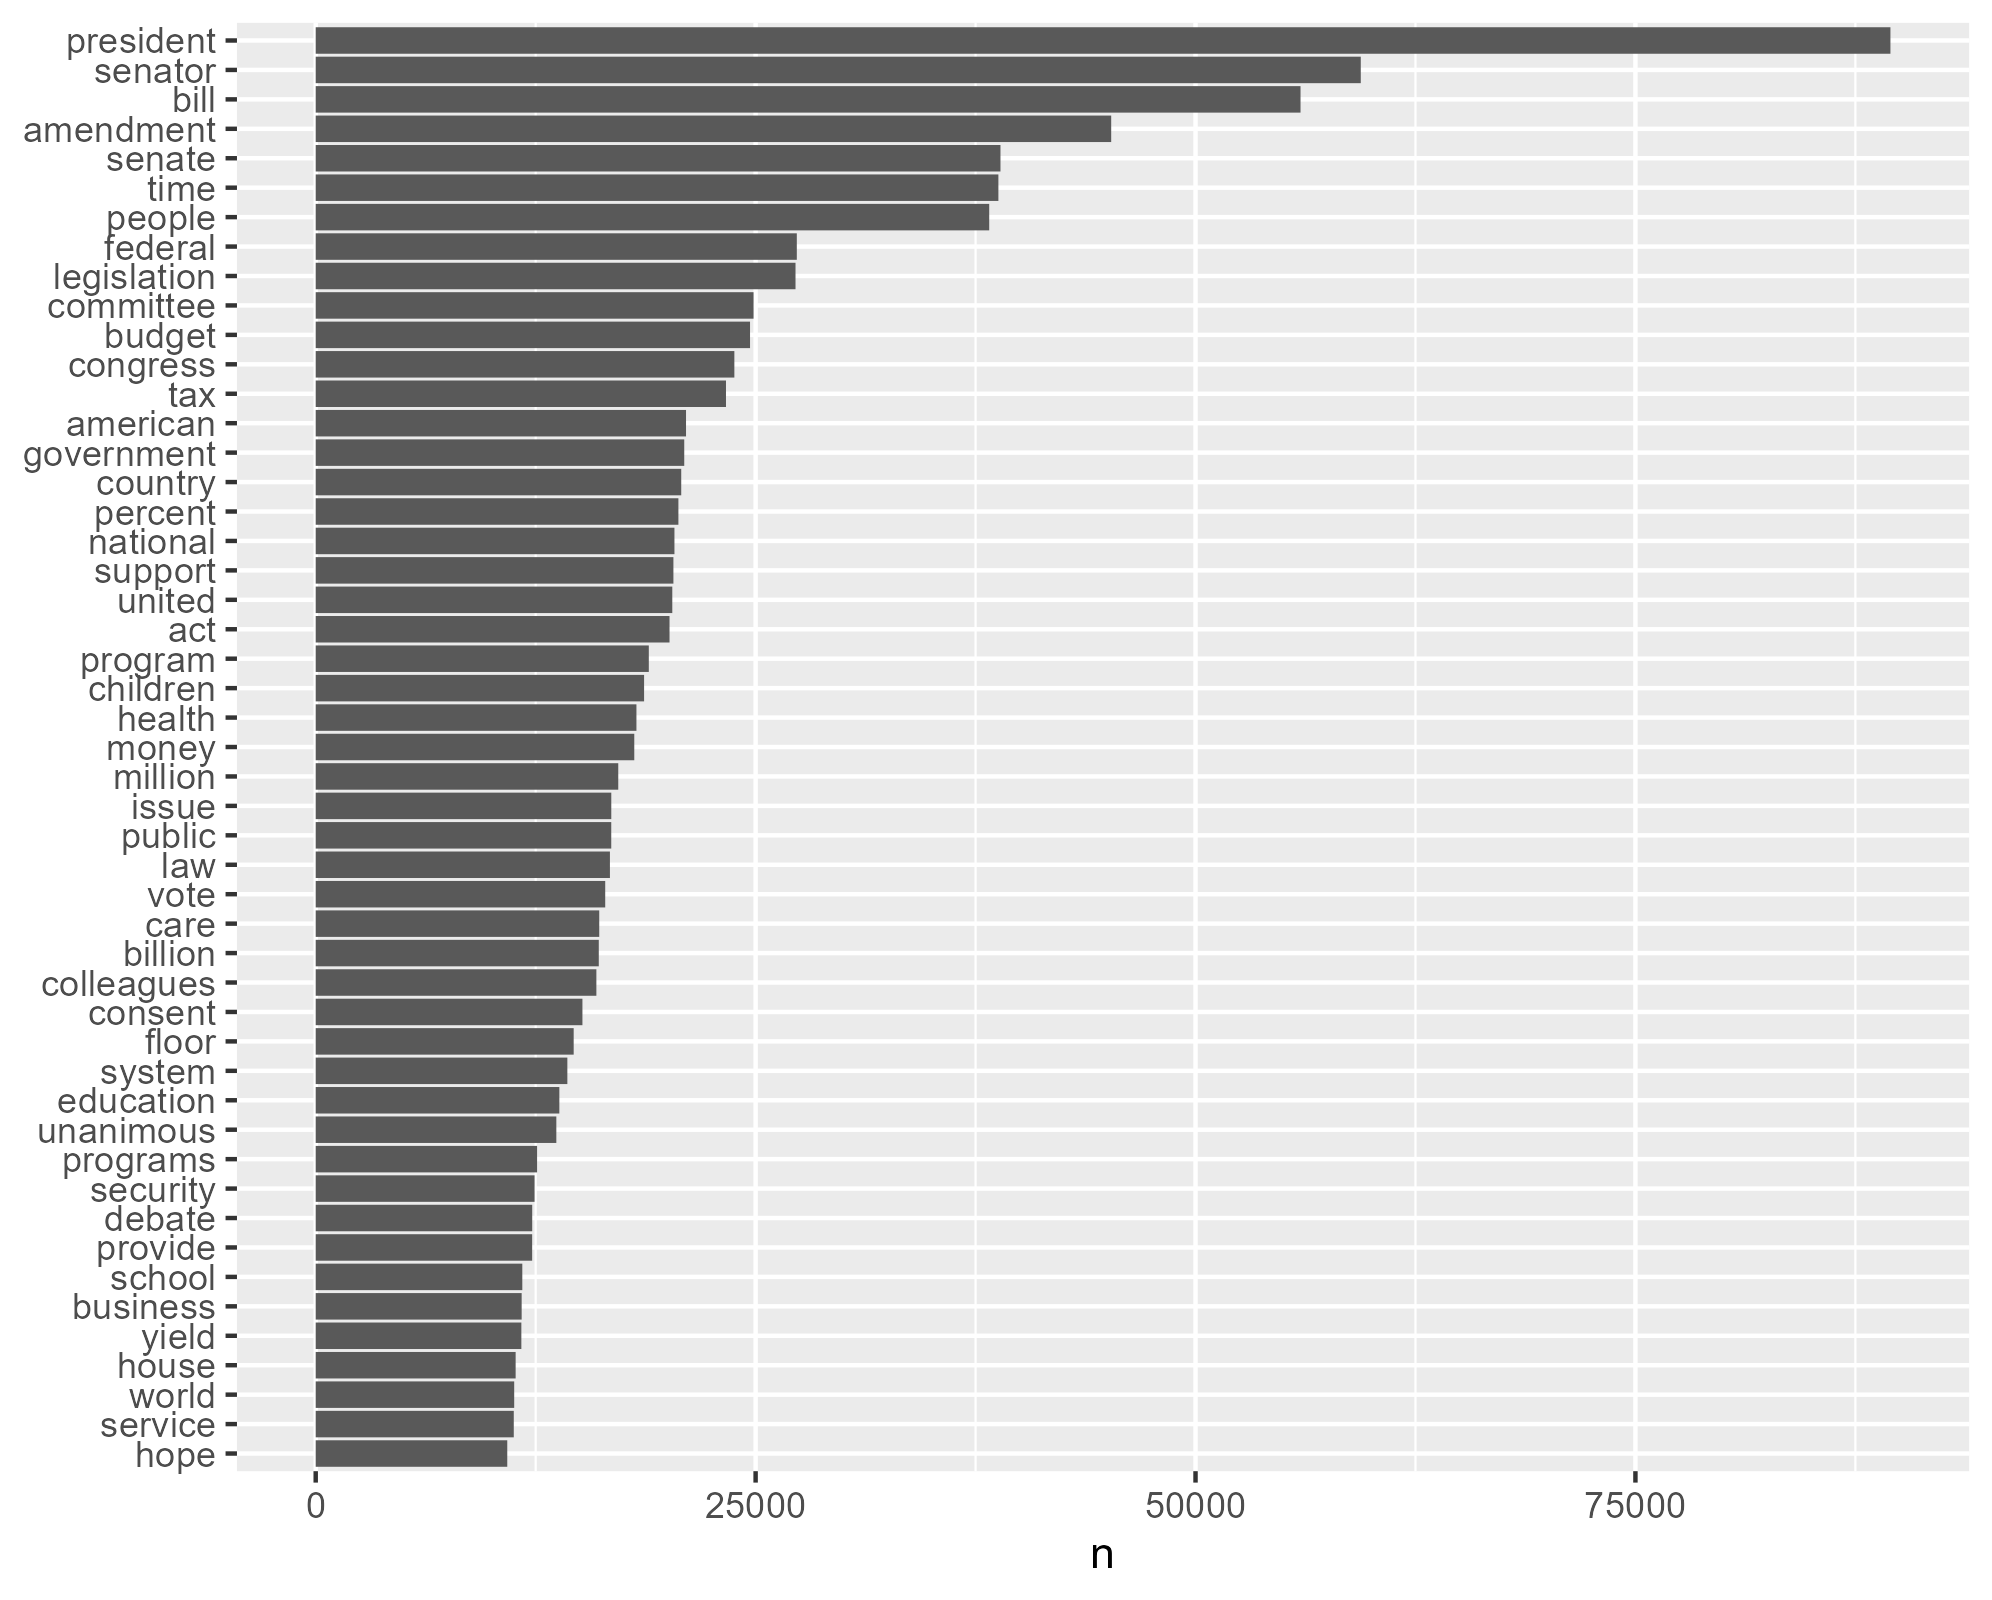 president
senator
bill
amendment
senate
time
people
federal
legislation
committee
budget
congress
tax
american
government
country
percent
national
support
united
act
program
children
health
money
million
issue
public
law
vote
care
billion
colleagues
consent
floor
system
education
unanimous
programs
security
debate
provide
school
business
yield
house
world
service
hope
0 25000 50000 75000
n